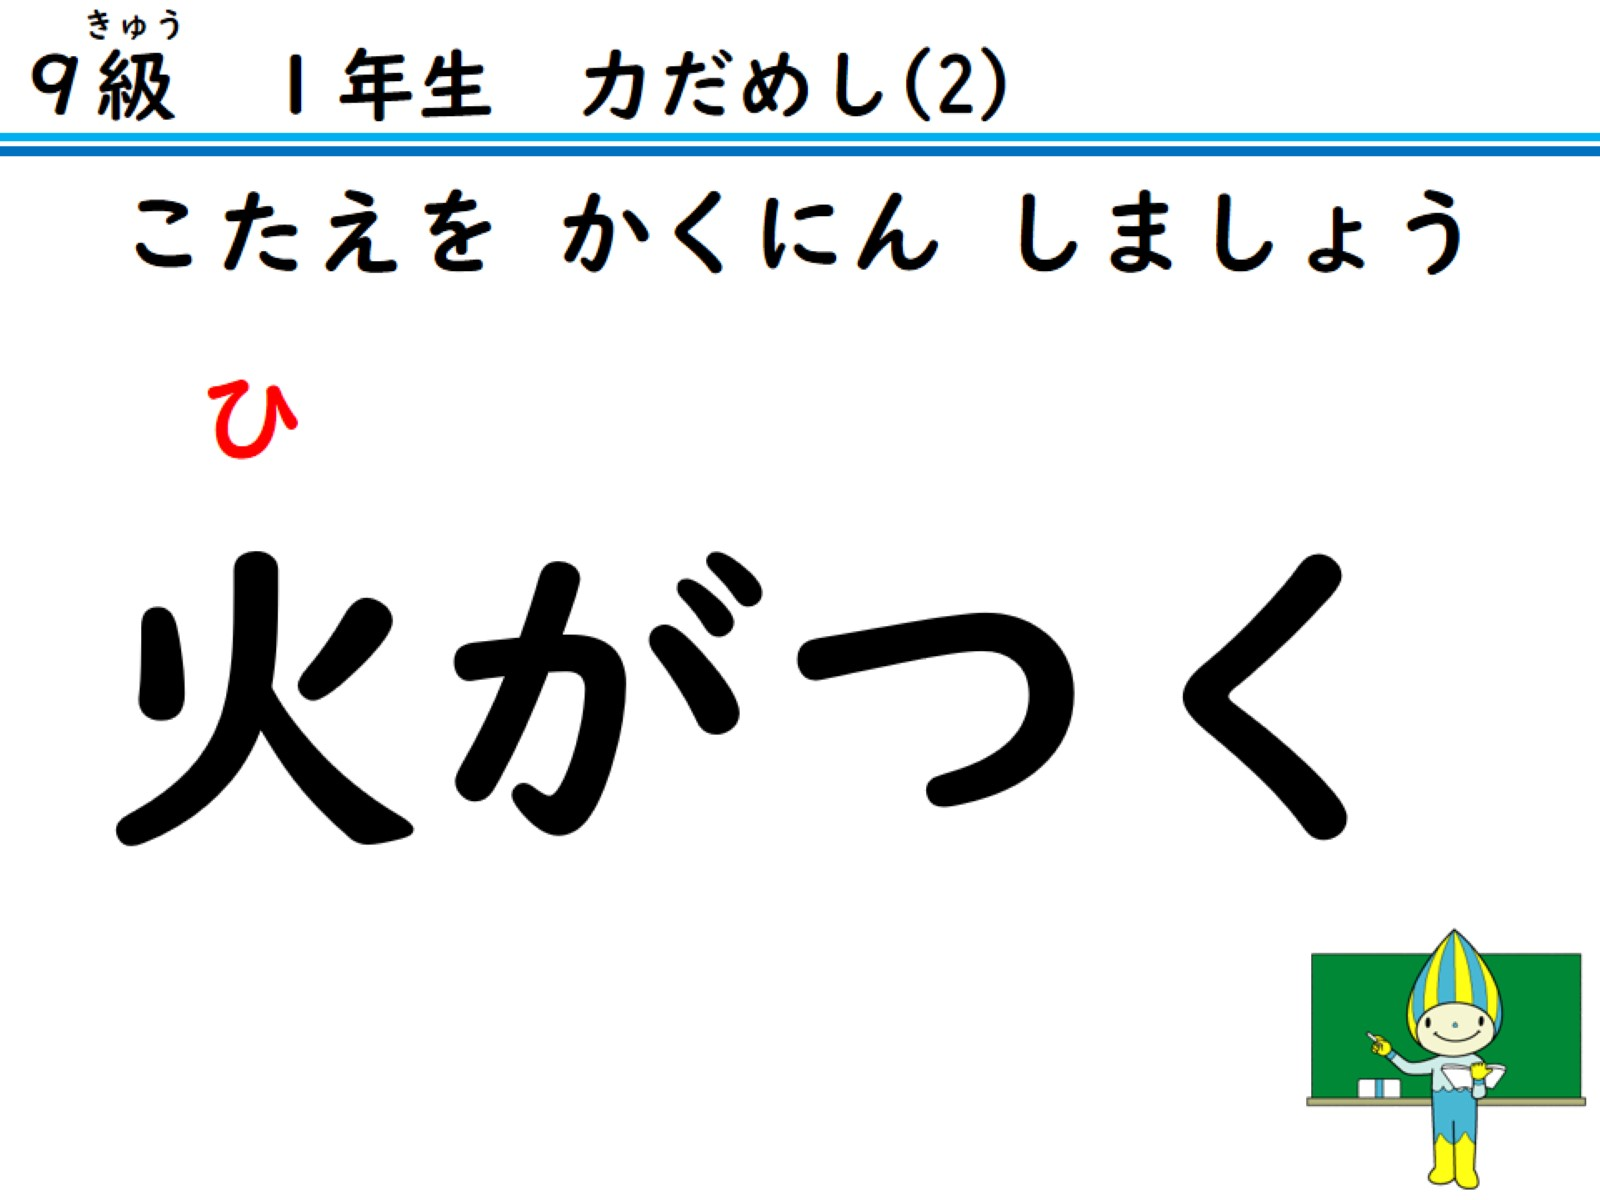 きゅう
9級　1年生　力だめし(2)
こたえを かくにん しましょう
ひ
火がつく